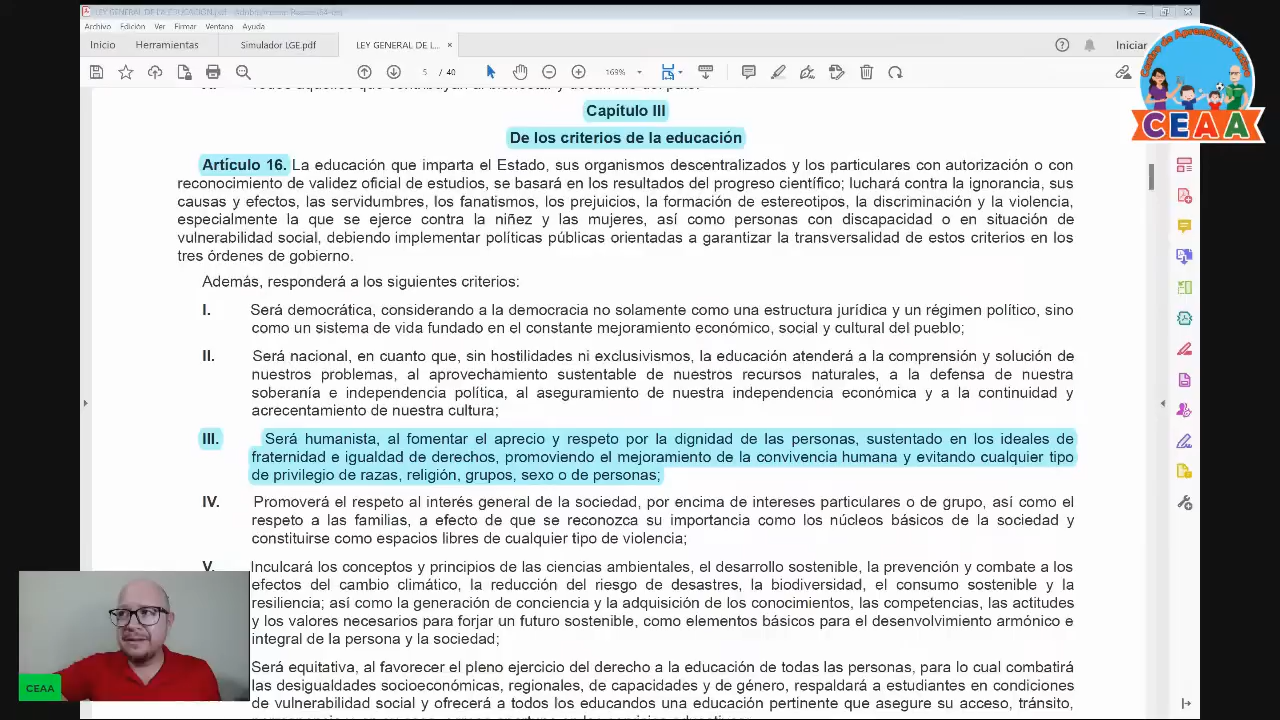 LEY GENERAL DE LA EDUCACION.pdf - Adobe Acrobat Reader (64-bit)
Archivo Edición Ver Firmar Ventana Ayuda
Inicio Herramientas Simulador LGE.pdf LEY GENERAL DE L... × Iniciar
5 / 40 169%
Centro de Aprendizaje Activo
CEAA
Capítulo III
De los criterios de la educación
Artículo 16. La educación que imparta el Estado, sus organismos descentralizados y los particulares con autorización o con
reconocimiento de validez oficial de estudios, se basará en los resultados del progreso científico; luchará contra la ignorancia, sus
causas y efectos, las servidumbres, los fanatismos, los prejuicios, la formación de estereotipos, la discriminación y la violencia,
especialmente la que se ejerce contra la niñez y las mujeres, así como personas con discapacidad o en situación de
vulnerabilidad social, debiendo implementar políticas públicas orientadas a garantizar la transversalidad de estos criterios en los
tres órdenes de gobierno.
Además, responderá a los siguientes criterios:
I. Será democrática, considerando a la democracia no solamente como una estructura jurídica y un régimen político, sino
como un sistema de vida fundado en el constante mejoramiento económico, social y cultural del pueblo;
II. Será nacional, en cuanto que, sin hostilidades ni exclusivismos, la educación atenderá a la comprensión y solución de
nuestros problemas, al aprovechamiento sustentable de nuestros recursos naturales, a la defensa de nuestra
soberanía e independencia política, al aseguramiento de nuestra independencia económica y a la continuidad y
acrecentamiento de nuestra cultura;
III. Será humanista, al fomentar el aprecio y respeto por la dignidad de las personas, sustentado en los ideales de
fraternidad e igualdad de derechos, promoviendo el mejoramiento de la convivencia humana y evitando cualquier tipo
de privilegio de razas, religión, grupos, sexo o de personas;
IV. Promoverá el respeto al interés general de la sociedad, por encima de intereses particulares o de grupo, así como el
respeto a las familias, a efecto de que se reconozca su importancia como los núcleos básicos de la sociedad y
constituirse como espacios libres de cualquier tipo de violencia;
V. Inculcará los conceptos y principios de las ciencias ambientales, el desarrollo sostenible, la prevención y combate a los
efectos del cambio climático, la reducción del riesgo de desastres, la biodiversidad, el consumo sostenible y la
resiliencia; así como la generación de conciencia y la adquisición de los conocimientos, las competencias, las actitudes
y los valores necesarios para forjar un futuro sostenible, como elementos básicos para el desenvolvimiento armónico e
integral de la persona y la sociedad;
Será equitativa, al favorecer el pleno ejercicio del derecho a la educación de todas las personas, para lo cual combatirá
las desigualdades socioeconómicas, regionales, de capacidades y de género, respaldará a estudiantes en condiciones
de vulnerabilidad social y ofrecerá a todos los educandos una educación pertinente que asegure su acceso, tránsito,
CEAA